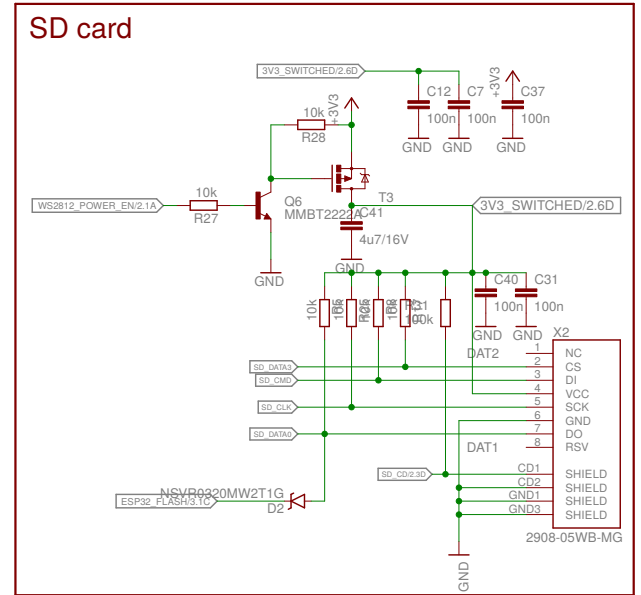 SD card
3V3_SWITCHED/2.6D
+3V3
C12
C7
C37
100n
100n
100n
GND
GND
GND
10k
R28
+3V3
10k
R27
WS2812_POWER_EN/2.1A
Q6
MMBT2222A
T3
C41
4u7/16V
3V3_SWITCHED/2.6D
GND
GND
C40
C31
100n
100n
GND
GND
10k
R31
100k
X2
DAT2
1
NC
SD_DATA3
2
CS
SD_CMD
3
DI
4
VCC
SD_CLK
5
SCK
6
GND
SD_DATA0
7
DO
DAT1
8
RSV
SD_CD/2.3D
CD1
SHIELD
CD2
SHIELD
GND1
SHIELD
GND3
SHIELD
NSVR0320MW2T1G
ESP32_FLASH/3.1C
D2
2908-05WB-MG
GND